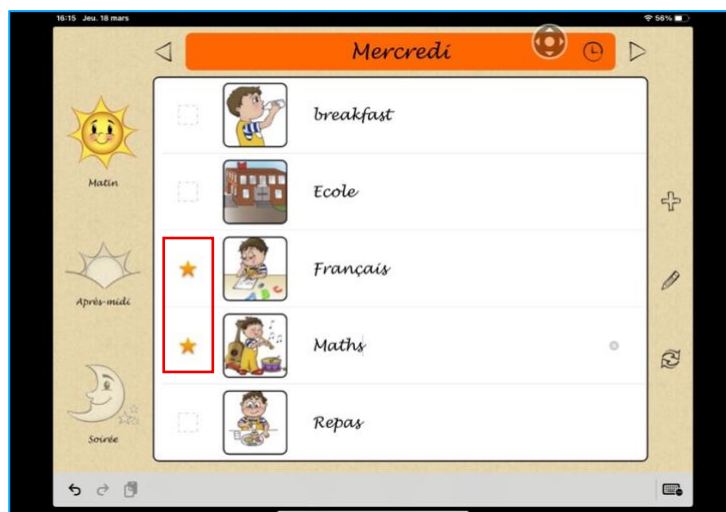 16:15 Jeu. 18 mars
56%
Mercredi
breakfast
Matin
Ecole
Français
Après-midi
Maths
Repas
Soirée